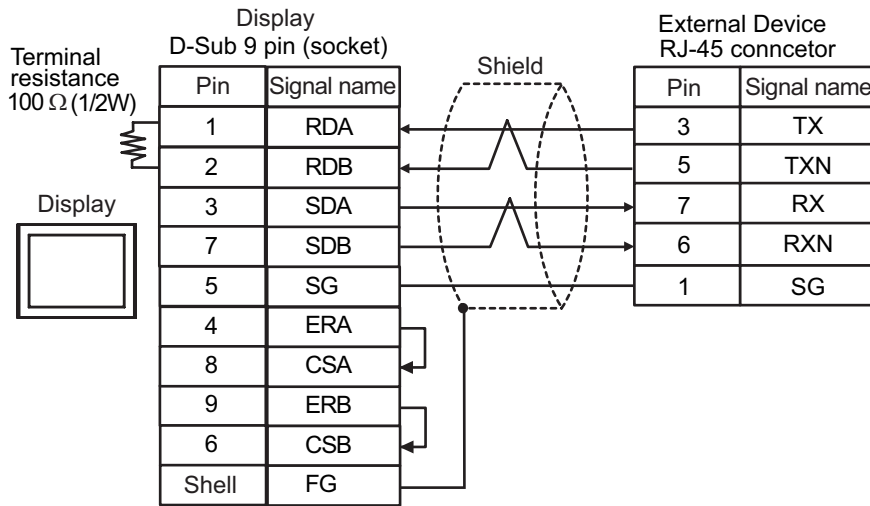 Display
D-Sub 9 pin (socket)
External Device
RJ-45 conncetor
Terminal
resistance
100 Ω (1/2W)
Shield
Display
Pin Signal name
1 RDA
2 RDB
3 SDA
7 SDB
5 SG
4 ERA
8 CSA
9 ERB
6 CSB
Shell FG
Pin Signal name
3 TX
5 TXN
7 RX
6 RXN
1 SG